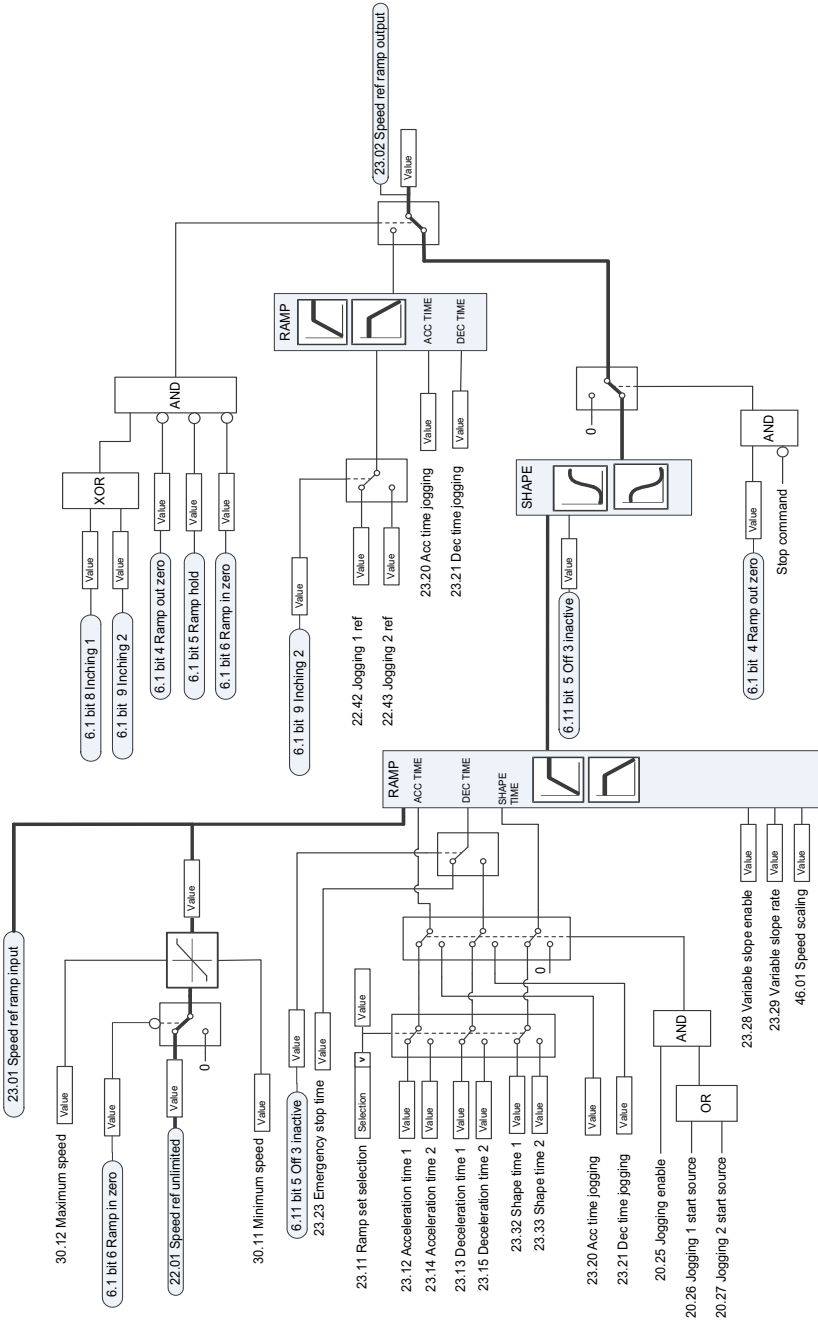 23.01 Speed ref ramp input
30.12 Maximum speed
Value
6.1 bit 6 Ramp in zero
Value
22.01 Speed ref unlimited
Value
0
Value
30.11 Minimum speed
Value
6.11 bit 5 Off 3 inactive
Value
23.23 Emergency stop time
Value
23.11 Ramp set selection
Selection
v
Value
23.12 Acceleration time 1
Value
23.14 Acceleration time 2
Value
23.13 Deceleration time 1
Value
23.15 Deceleration time 2
Value
23.32 Shape time 1
Value
23.33 Shape time 2
Value
0
23.20 Acc time jogging
Value
23.21 Dec time jogging
Value
20.25 Jogging enable
20.26 Jogging 1 start source
20.27 Jogging 2 start source
OR
AND
RAMP
ACC TIME
DEC TIME
SHAPE
TIME
23.28 Variable slope enable
Value
23.29 Variable slope rate
Value
46.01 Speed scaling
Value
6.1 bit 8 Inching 1
Value
6.1 bit 9 Inching 2
Value
XOR
6.1 bit 4 Ramp out zero
Value
6.1 bit 5 Ramp hold
Value
6.1 bit 6 Ramp in zero
Value
AND
6.1 bit 9 Inching 2
Value
22.42 Jogging 1 ref
Value
22.43 Jogging 2 ref
Value
23.20 Acc time jogging
Value
23.21 Dec time jogging
Value
RAMP
ACC TIME
DEC TIME
23.02 Speed ref ramp output
Value
6.11 bit 5 Off 3 inactive
Value
SHAPE
0
6.1 bit 4 Ramp out zero
Value
AND
Stop command